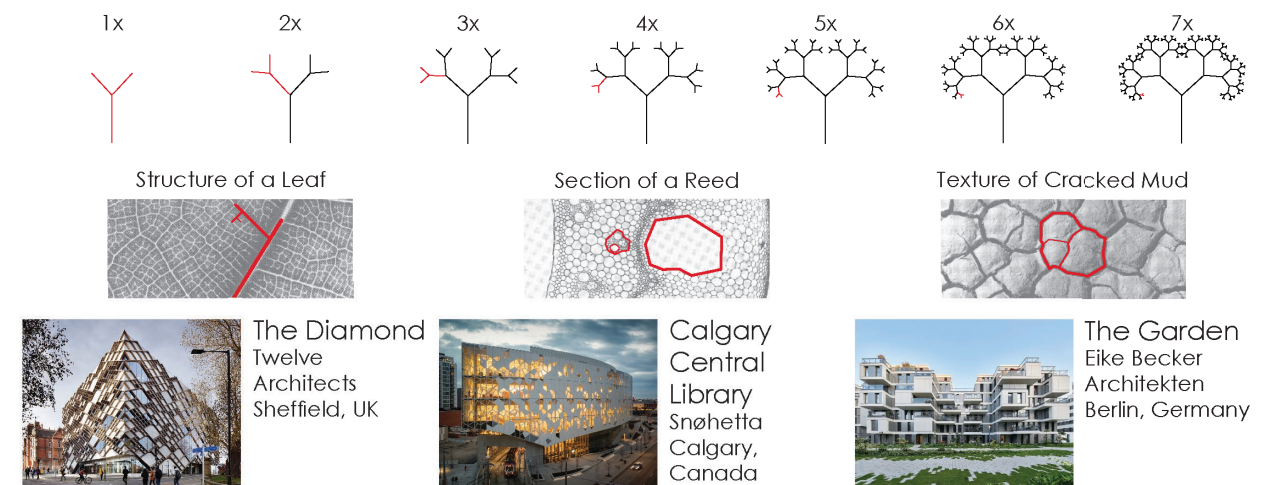 1x 2x 3x 4x 5x 6x 7x
Structure of a Leaf
Section of a Reed
Texture of Cracked Mud
The Diamond
Twelve
Architects
Sheffield, UK
Calgary
Central
Library
Snøhetta
Calgary,
Canada
The Garden
Eike Becker
Architekten
Berlin, Germany